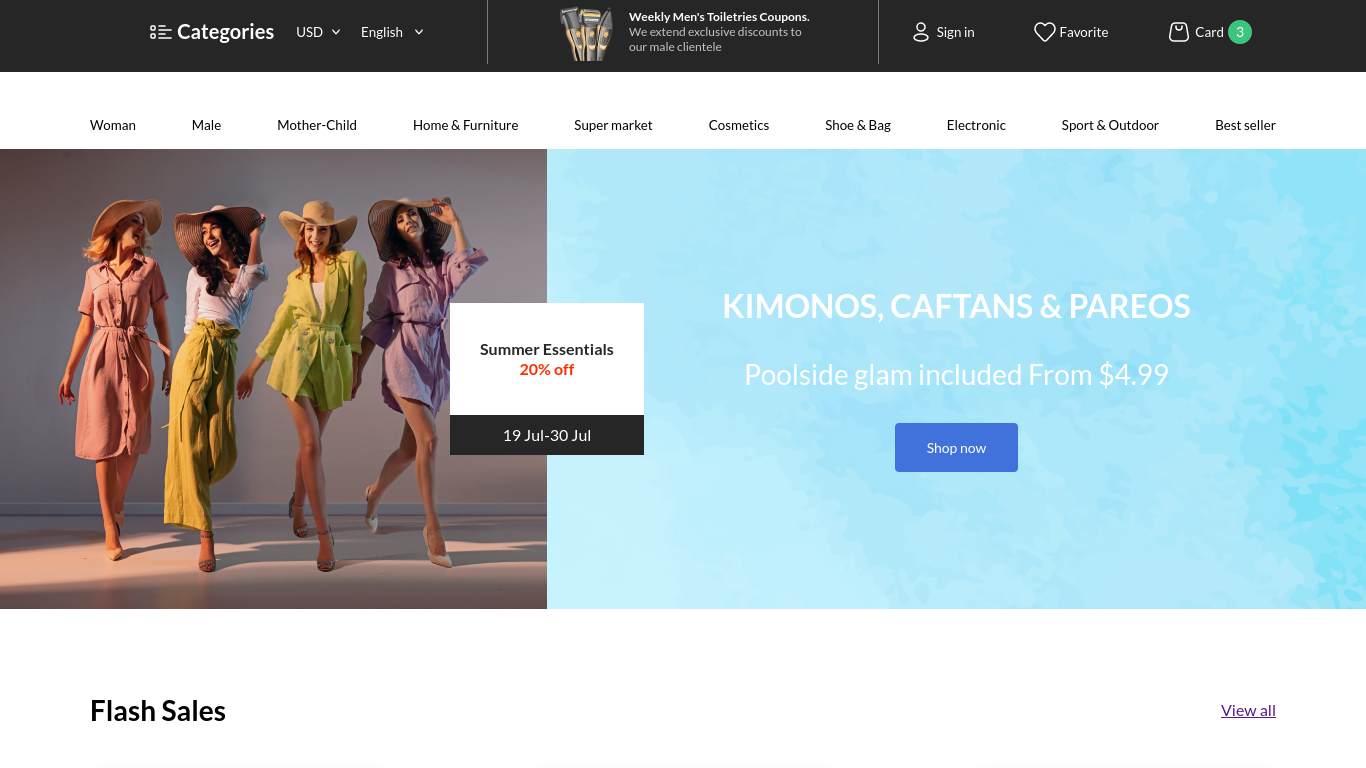 Categories
USD
English
Weekly Men's Toiletries Coupons.
We extend exclusive discounts to
our male clientele
Sign in
Favorite
Card 3
Woman
Male
Mother-Child
Home & Furniture
Super market
Cosmetics
Shoe & Bag
Electronic
Sport & Outdoor
Best seller
Summer Essentials
20% off
19 Jul-30 Jul
KIMONOS, CAFTANS & PAREOS
Poolside glam included From $4.99
Shop now
Flash Sales
View all